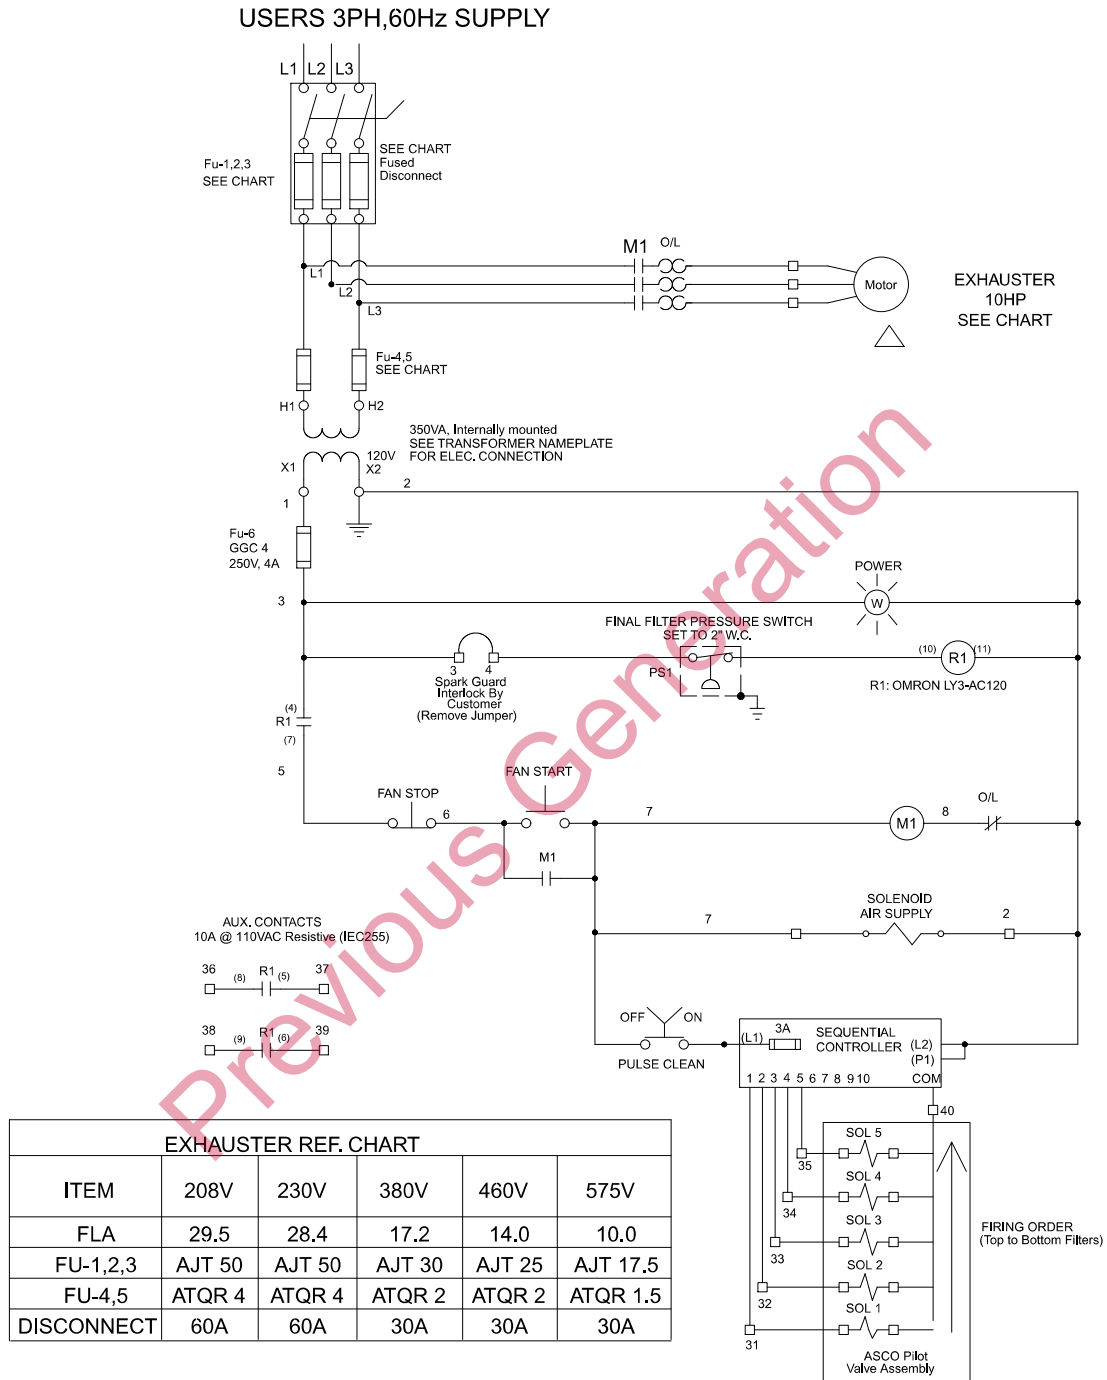 USERS 3PH,60Hz SUPPLY
L1 L2 L3
Fu-1,2,3
SEE CHART
SEE CHART
Fused
Disconnect
L1
L2
L3
M1 O/L
Motor
EXHAUSTER
10HP
SEE CHART
Fu-4,5
SEE CHART
H1 H2
350VA, Internally mounted
SEE TRANSFORMER NAMEPLATE
FOR ELEC. CONNECTION
120V
X1 X2
1
2
Fu-6
GGC 4
250V, 4A
POWER
W
3
FINAL FILTER PRESSURE SWITCH
SET TO 2" W.C.
3 4
Spark Guard
Interlock By
Customer
(Remove Jumper)
PS1
(10) R1 (11)
R1: OMRON LY3-AC120
(4)
R1
(7)
5
FAN STOP
6
FAN START
7
M1
8
O/L
M1
SOLENOID
AIR SUPPLY
7
2
AUX. CONTACTS
10A @ 110VAC Resistive (IEC255)
36 (8) R1 (5) 37
38 (9) R1 (6) 39
OFF ON
PULSE CLEAN
(L1) 3A
SEQUENTIAL
CONTROLLER
(L2)
(P1)
1 2 3 4 5 6 7 8 9 10 COM
40
SOL 5
35
SOL 4
34
SOL 3
33
SOL 2
32
SOL 1
31
ASCO Pilot
Valve Assembly
FIRING ORDER
(Top to Bottom Filters)
EXHAUSTER REF. CHART
ITEM 208V 230V 380V 460V 575V
FLA 29.5 28.4 17.2 14.0 10.0
FU-1,2,3 AJT 50 AJT 50 AJT 30 AJT 25 AJT 17.5
FU-4,5 ATQR 4 ATQR 4 ATQR 2 ATQR 2 ATQR 1.5
DISCONNECT 60A 60A 30A 30A 30A
Previous Generation